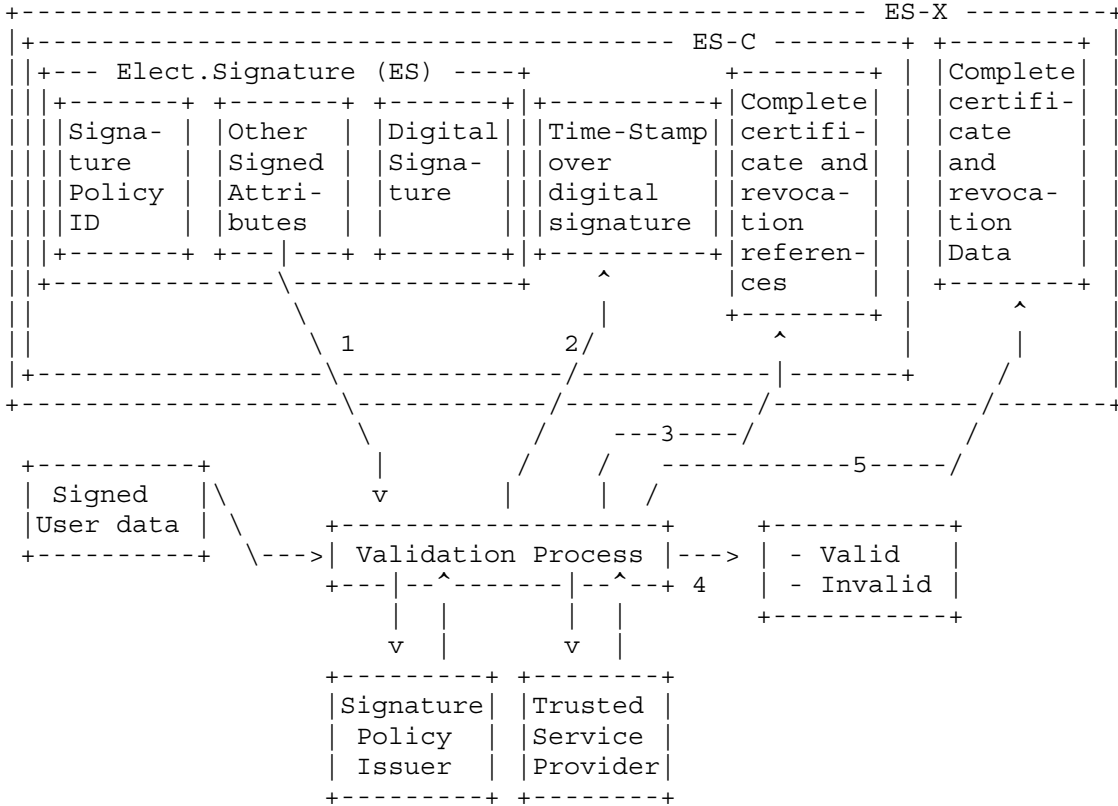 ES-X
ES-C
Elect.Signature (ES)
Complete
Complete
certifi-
Signa-
Other
Digital
Time-Stamp
certifi-
cate
ture
Signed
Signa-
over
cate and
and
Policy
Attri-
ture
digital
revoca-
revoca-
ID
butes
signature
tion
tion
referen-
Data
ces
1
2
3
5
Signed
User data
Validation Process
- Valid
4
- Invalid
Signature
Trusted
Policy
Service
Issuer
Provider